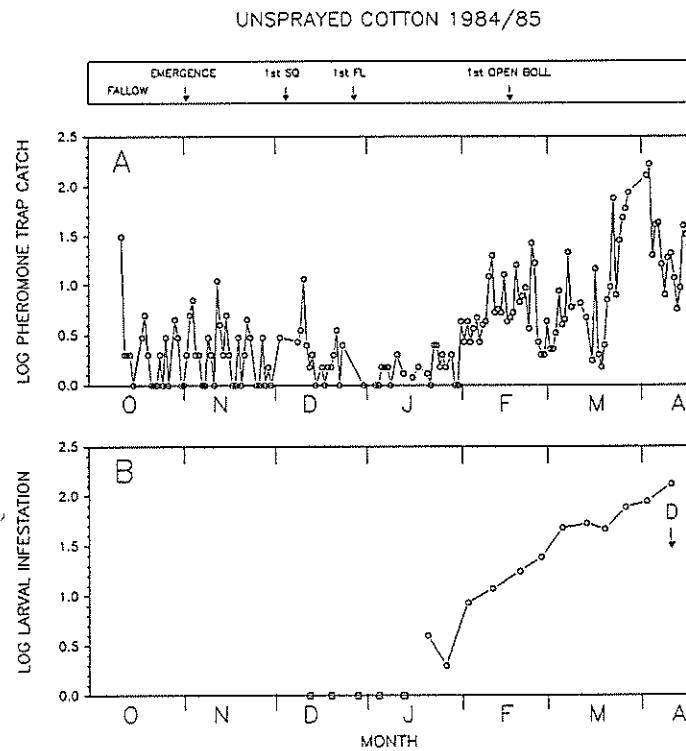 UNSPRAYED COTTON 1984/85
EMERGENCE 1st SQ 1st FL 1st OPEN BOLL
FALLOW
2.5
A
2.0
1.5
1.0
0.5
0.0
LOG PHEROMONE TRAP CATCH
O N D J F M A
2.5
B
2.0
D
1.5
1.0
0.5
0.0
LOG LARVAL INFESTATION
O N D J F M A
MONTH